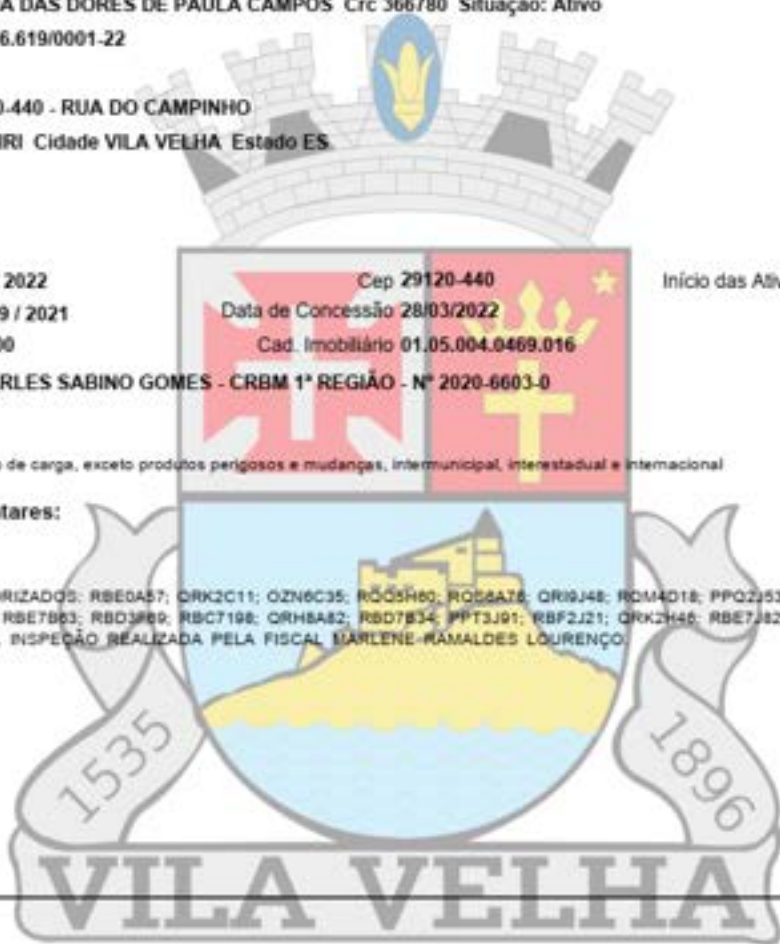 A DAS DORES DE PAULA CAMPOS Crc 366780 Situação: Ativo
6.619/0001-22
0-440 - RUA DO CAMPINHO
IRI Cidade VILA VELHA Estado ES
2022 Cep 29120-440 Início das Ativ
9 / 2021 Data de Concessão 28/03/2022
00 Cad. Imobiliário 01.05.004.0469.016
RLES SABINO GOMES - CRBM 1ª REGIÃO - Nº 2020-6603-0
de carga, exceto produtos perigosos e mudanças, intermunicipal, interestadual e internacional
tares:
RIZADOS: RBE0A57; QRK2C11; OZN6C35; QRI9J48; RQM4D18; PPQ2J53
RBE7B63; RBC7198; QRH8A82; RBD7B34; PPT3J91; RBF2J21; QRK2H46; RBE7J82
INSPEÇÃO REALIZADA PELA FISCAL MARLENE RAMALDES LOURENÇO.
1535
1896
VILA VELHA